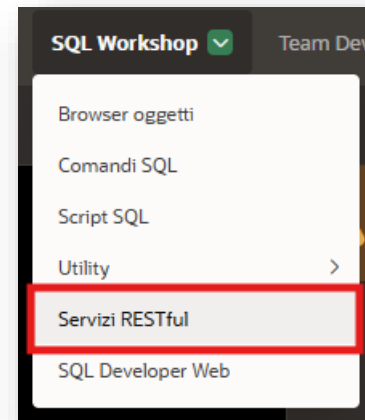 SQL Workshop Team Dev
Browser oggetti
Comandi SQL
Script SQL
Utility
Servizi RESTful
SQL Developer Web